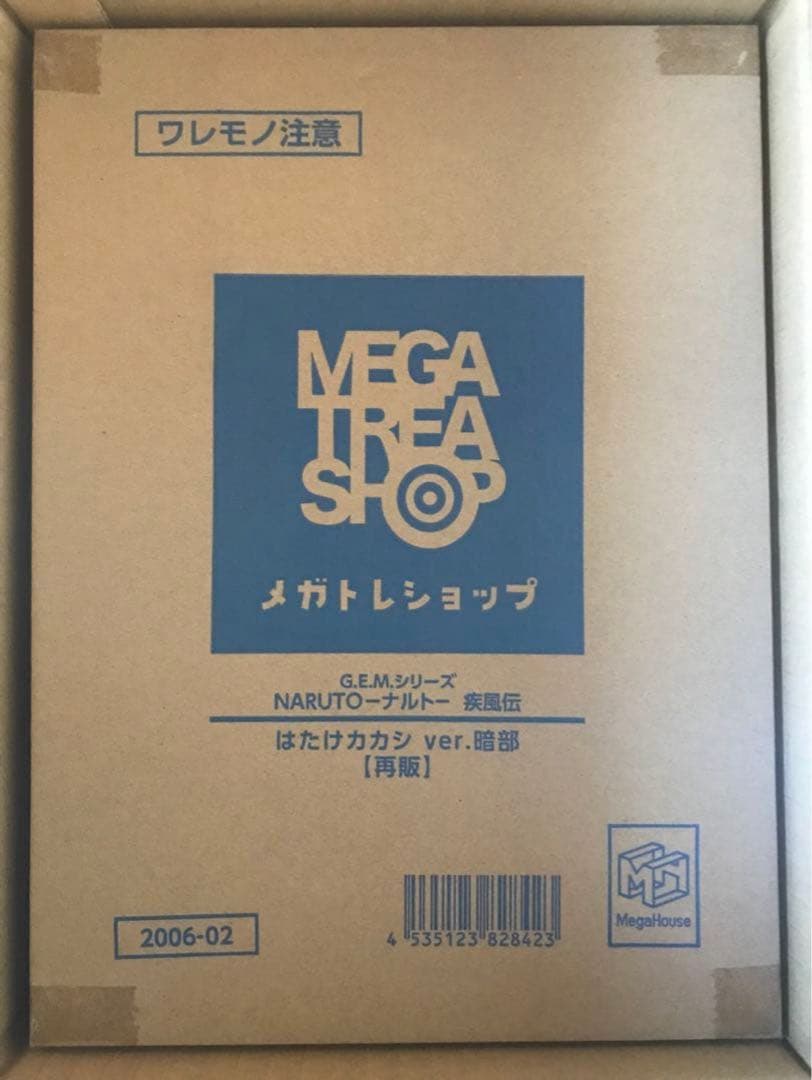 ワレモノ注意
MEGA
TREA
SHOP
メガトレショップ
G.E.M.シリーズ
NARUTOーナルトー 疾風伝
はたけカカシ ver.暗部
【再販】
MegaHouse
2006-02
4 535123 828423